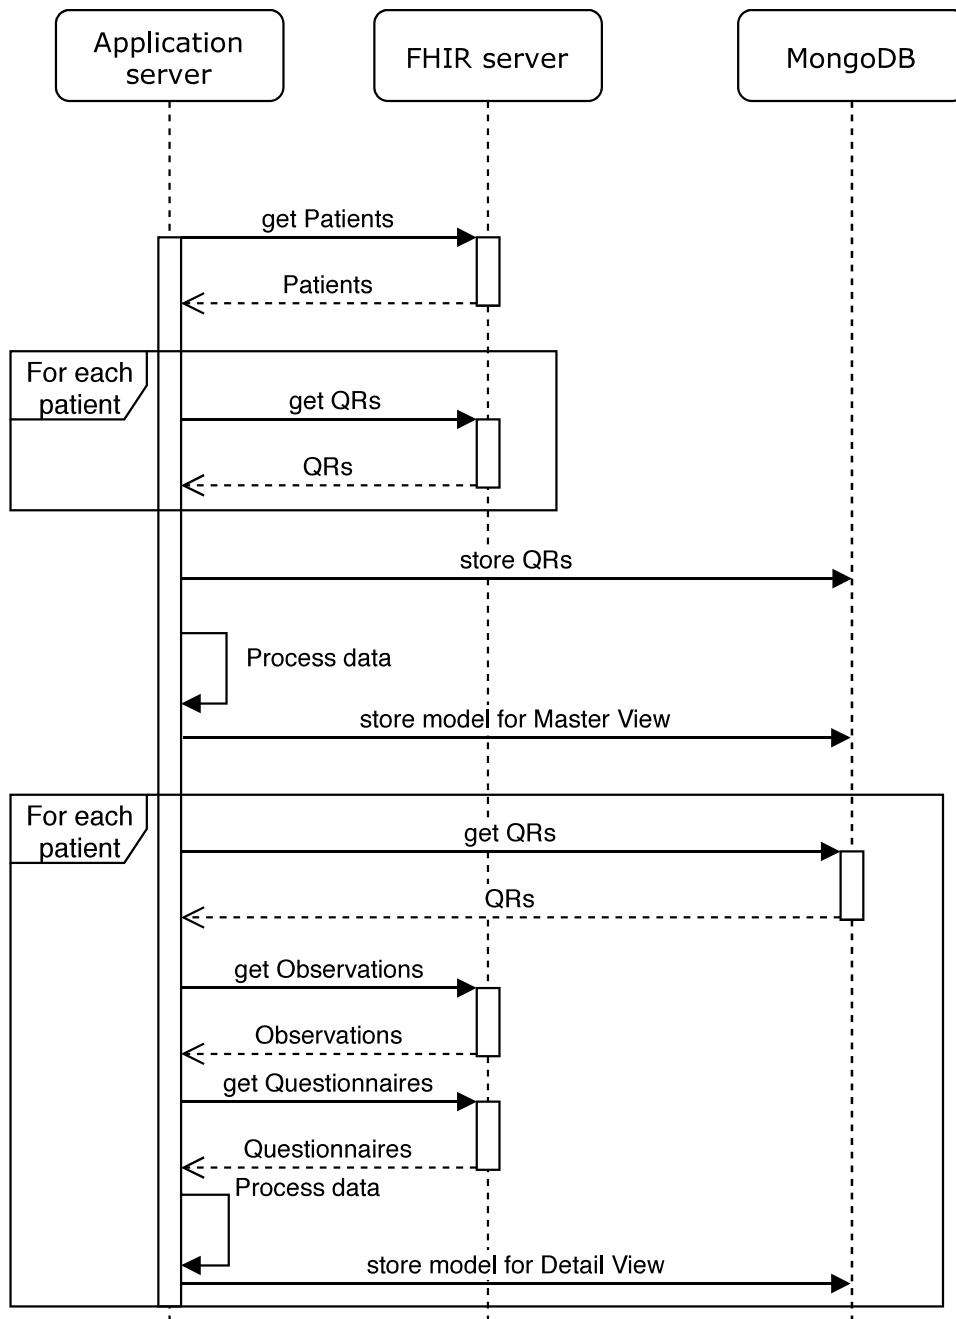 Application
server
FHIR server
MongoDB
get Patients
Patients
For each
patient
get QRs
QRs
store QRs
Process data
store model for Master View
For each
patient
get QRs
QRs
get Observations
Observations
get Questionnaires
Questionnaires
Process data
store model for Detail View